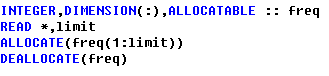 INTEGER,DIMENSION(:),ALLOCATABLE :: freq
READ *,limit
ALLOCATE(freq(1:limit))
DEALLOCATE(freq)